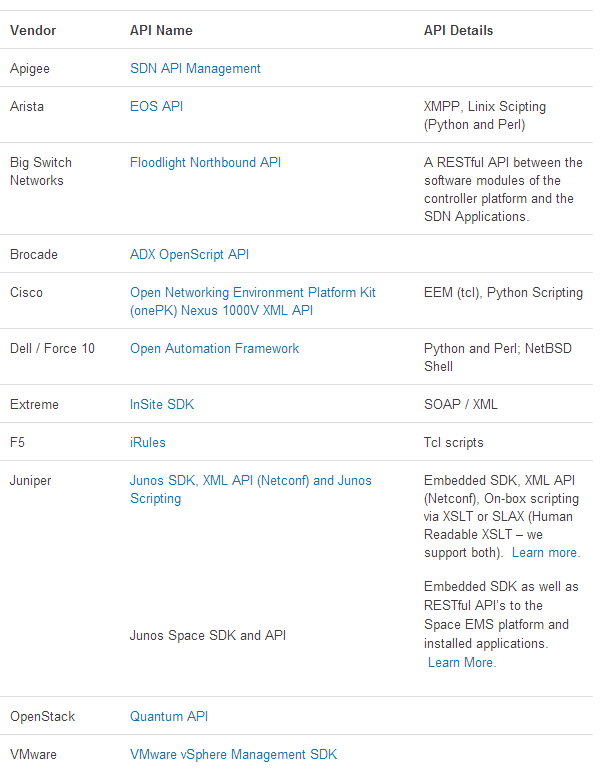 Vendor API Name API Details
Apigee SDN API Management
Arista EOS API XMPP, Linix Scipting
(Python and Perl)
Big Switch Floodlight Northbound API A RESTful API between the
Networks software modules of the
controller platform and the
SDN Applications.
Brocade ADX OpenScript API
Cisco Open Networking Environment Platform Kit EEM (tcl), Python Scripting
(onePK) Nexus 1000V XML API
Dell / Force 10 Open Automation Framework Python and Perl; NetBSD
Shell
Extreme InSite SDK SOAP / XML
F5 iRules Tcl scripts
Juniper Junos SDK, XML API (Netconf) and Junos Embedded SDK, XML API
Scripting (Netconf), On-box scripting
via XSLT or SLAX (Human
Readable XSLT – we
support both).  Learn more.
Embedded SDK as well as
RESTful API's to the
Junos Space SDK and API Space EMS platform and
installed applications.
Learn More.
OpenStack Quantum API
VMware VMware vSphere Management SDK